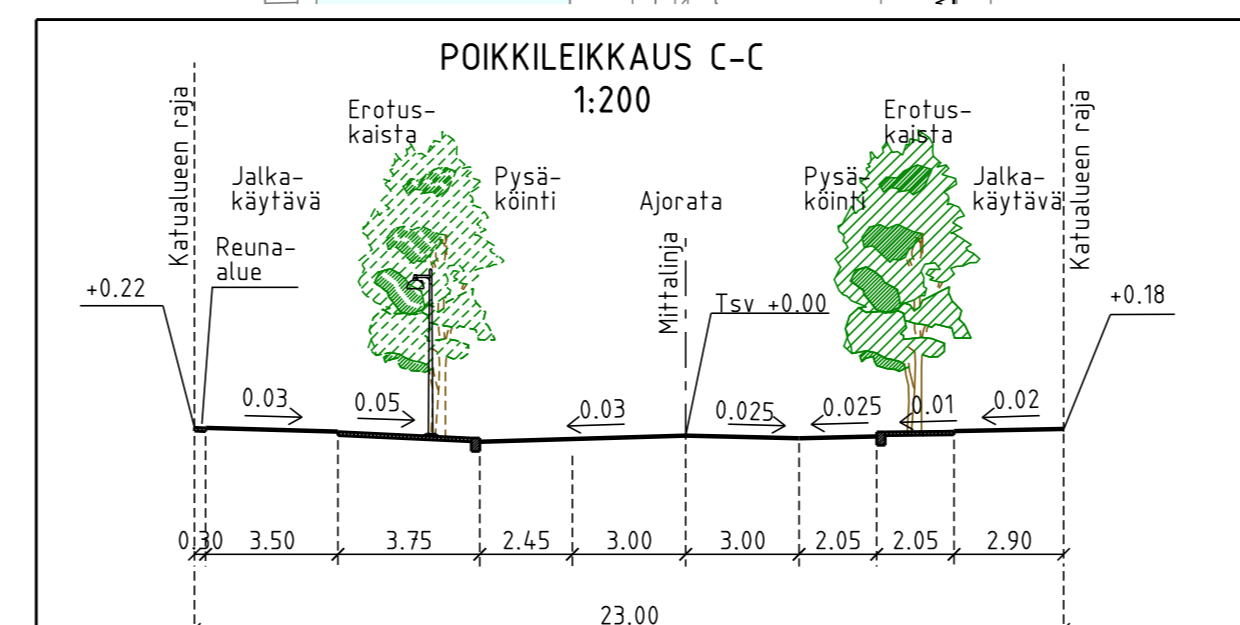 POIKKILEIKKAUS C-C
1:200
Katualueen raja
Erotus-
kaista
Erotus-
kaista
Katualueen raja
Jalka-
käytävä
Pysä-
köinti
Ajorata
Pysä-
köinti
Jalka-
käytävä
Reuna-
alue
Mittalinja
+0.22
Tsv +0.00
+0.18
0.03
0.05
0.03
0.025
0.025
0.01
0.02
0.30
3.50
3.75
2.45
3.00
3.00
2.05
2.05
2.90
23.00